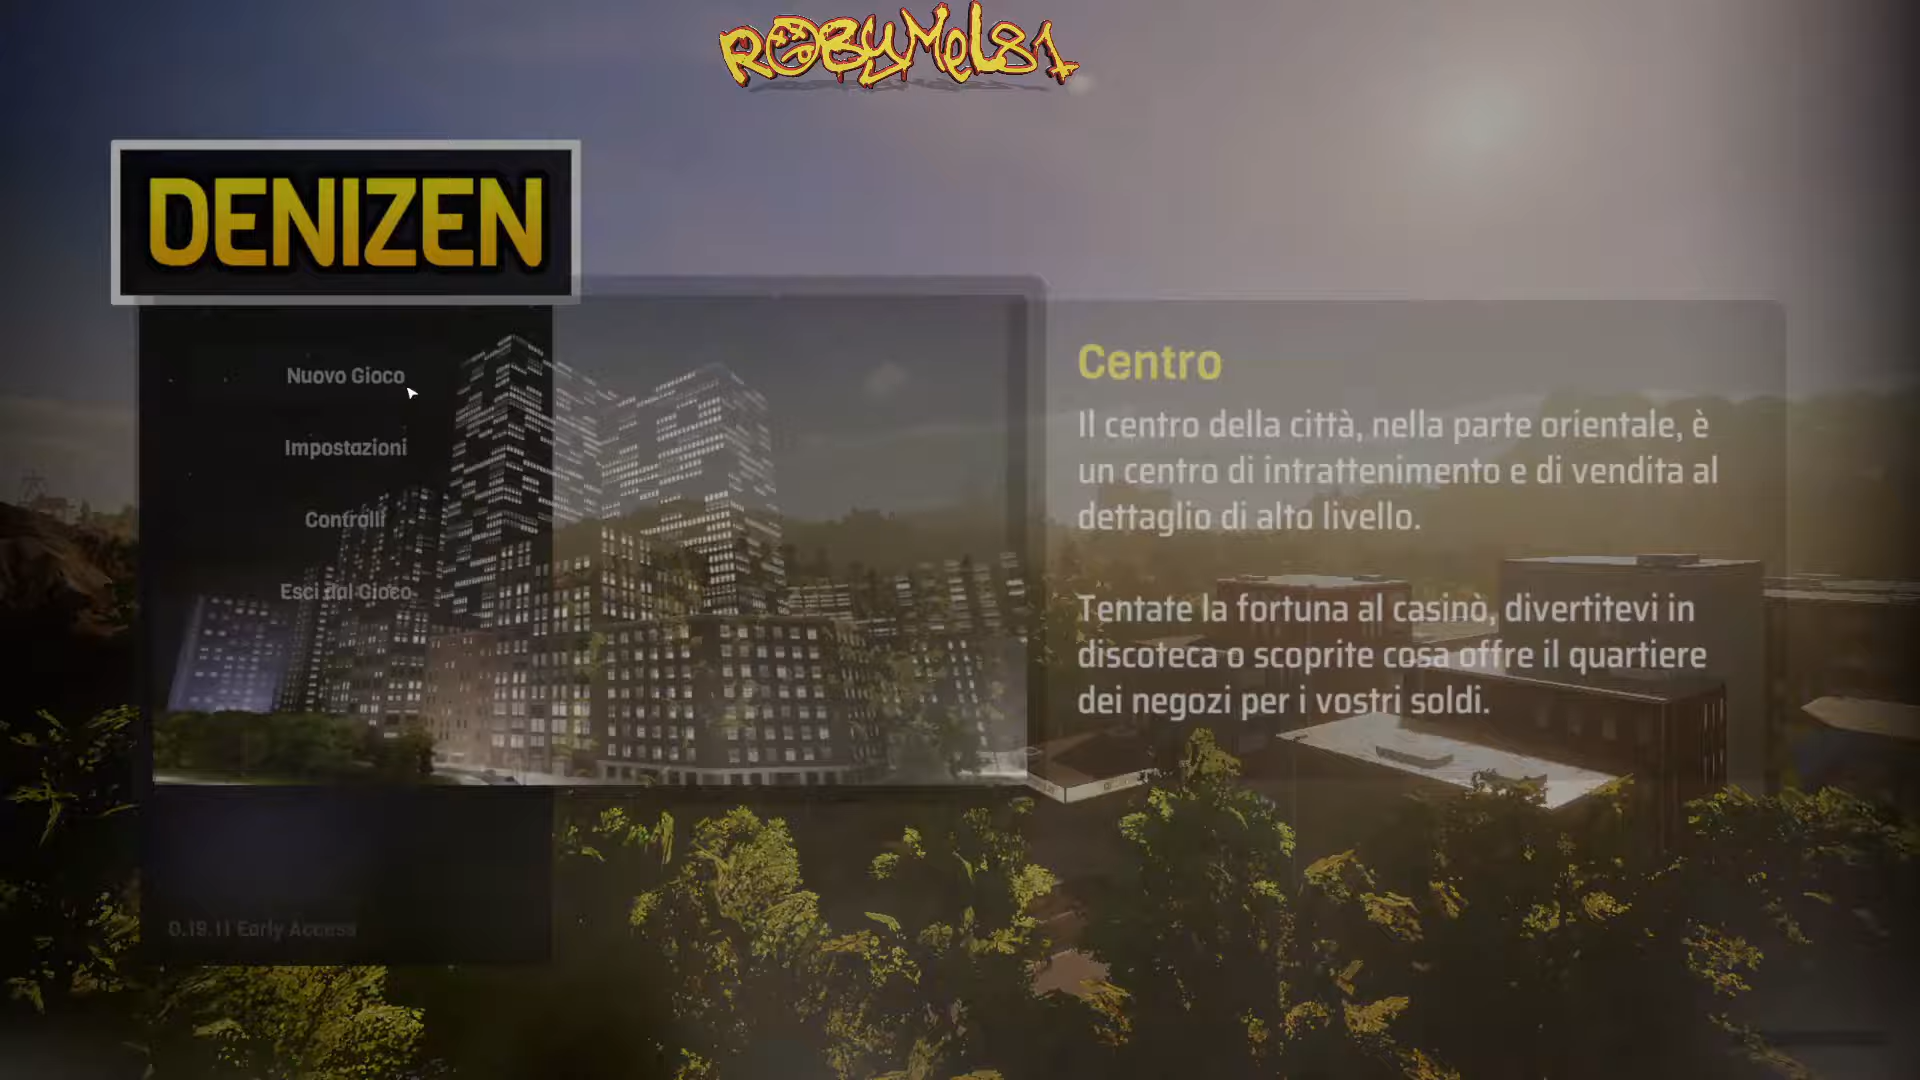 RobyMel81
DENIZEN
Nuovo Gioco
Impostazioni
Controlli
Esci dal Gioco
0.19.11 Early Access
Centro
Il centro della città, nella parte orientale, è
un centro di intrattenimento e di vendita al
dettaglio di alto livello.
Tentate la fortuna al casinò, divertitevi in
discoteca o scoprite cosa offre il quartiere
dei negozi per i vostri soldi.